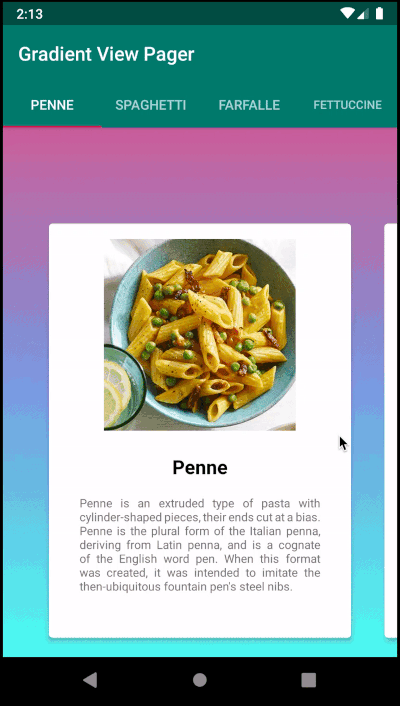 2:13
Gradient View Pager
PENNE SPAGHETTI FARFALLE FETTUCCINE
Penne
Penne is an extruded type of pasta with
cylinder-shaped pieces, their ends cut at a bias.
Penne is the plural form of the Italian penna,
deriving from Latin penna, and is a cognate
of the English word pen. When this format
was created, it was intended to imitate the
then-ubiquitous fountain pen's steel nibs.